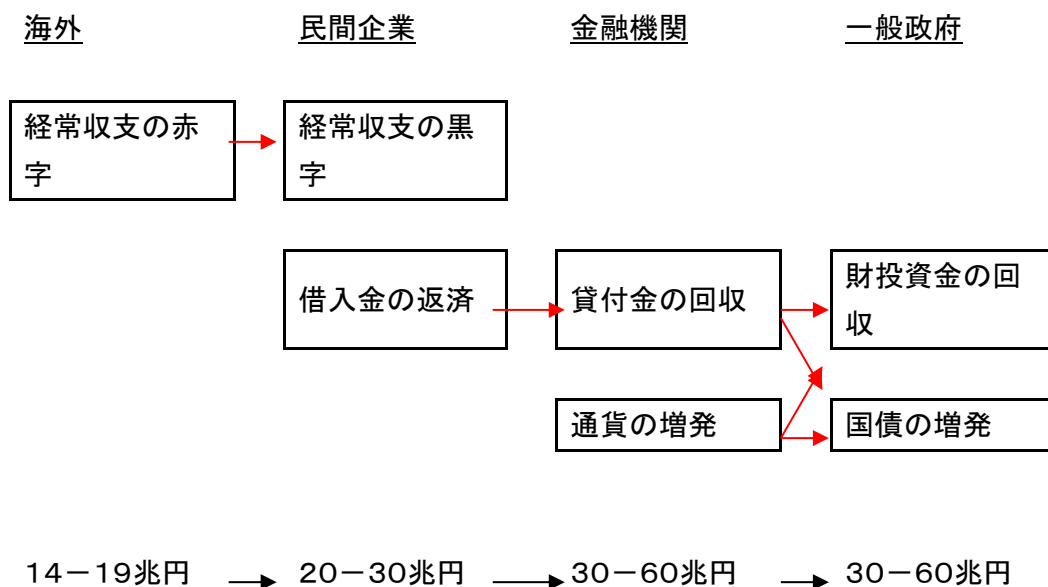 海外 民間企業 金融機関 一般政府
経常収支の赤字
経常収支の黒字
借入金の返済
貸付金の回収
財投資金の回収
通貨の増発
国債の増発
14-19兆円 20-30兆円 30-60兆円 30-60兆円